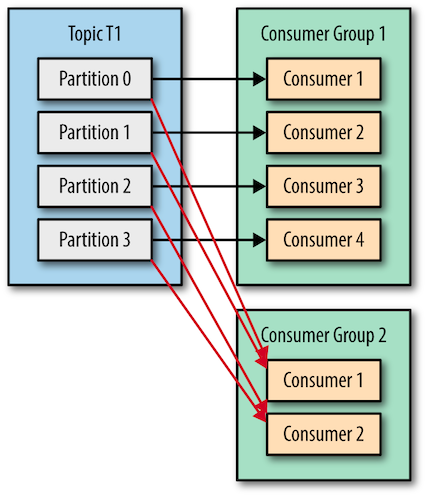 Topic T1
Partition 0
Partition 1
Partition 2
Partition 3
Consumer Group 1
Consumer 1
Consumer 2
Consumer 3
Consumer 4
Consumer Group 2
Consumer 1
Consumer 2